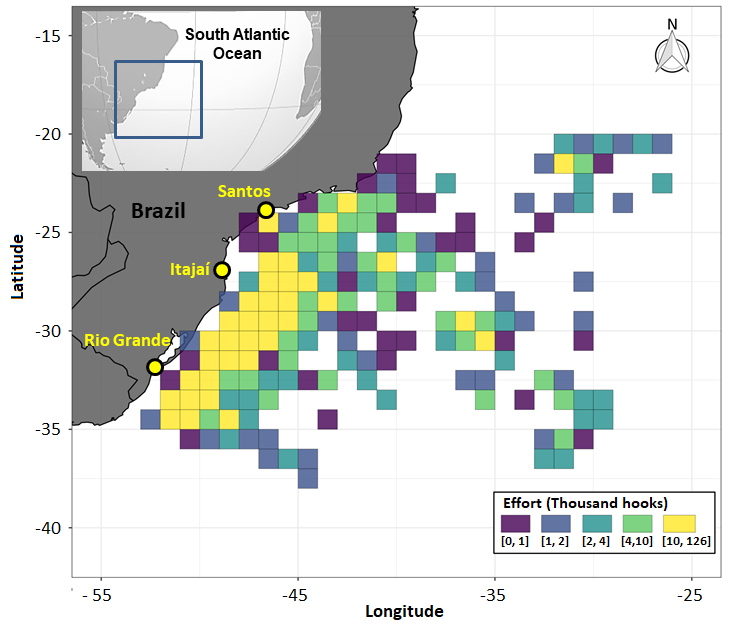 South Atlantic
Ocean
N
-15
-20
-25
-30
-35
-40
Latitude
Santos
Brazil
Itajaí
Rio Grande
Effort (Thousand hooks)
[0, 1] [1, 2] [2, 4] [4,10] [10, 126]
- 55 -45 -35 -25
Longitude